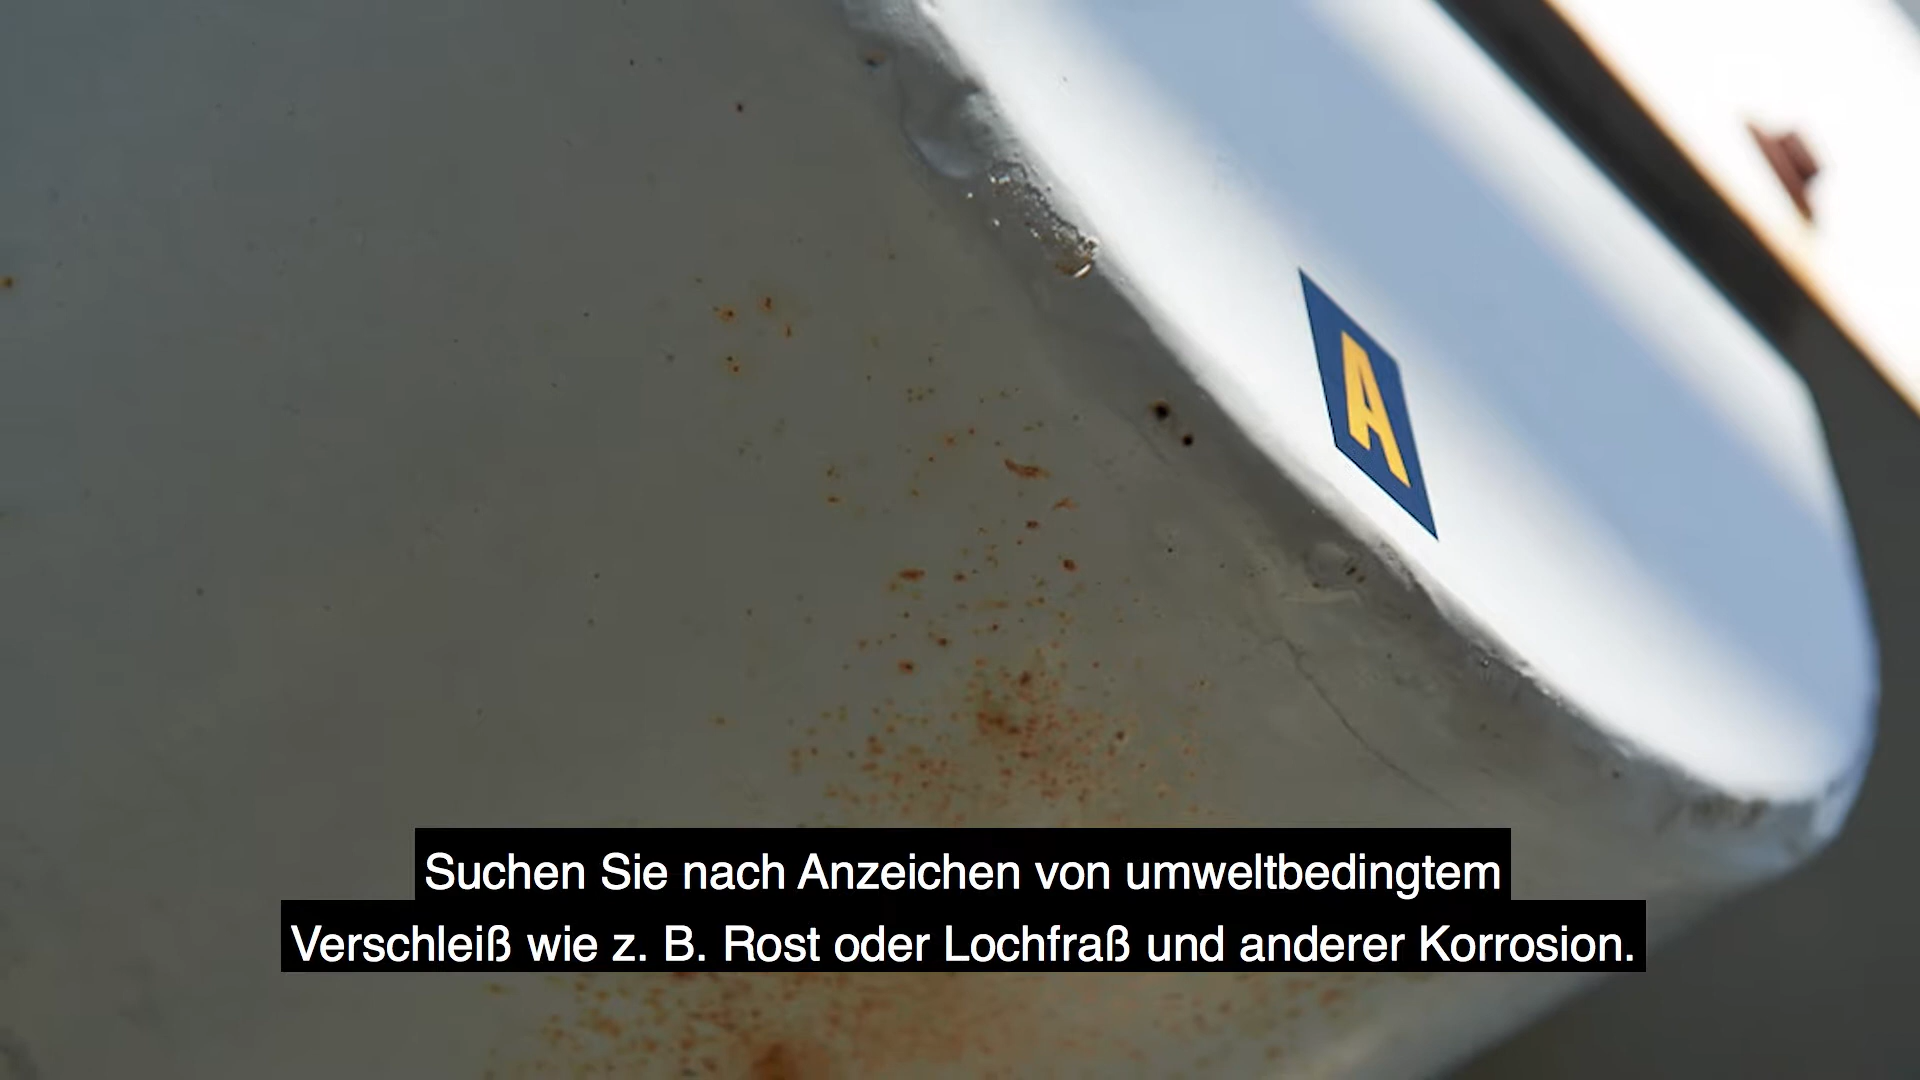 A
Suchen Sie nach Anzeichen von umweltbedingtem
Verschleiß wie z. B. Rost oder Lochfraß und anderer Korrosion.